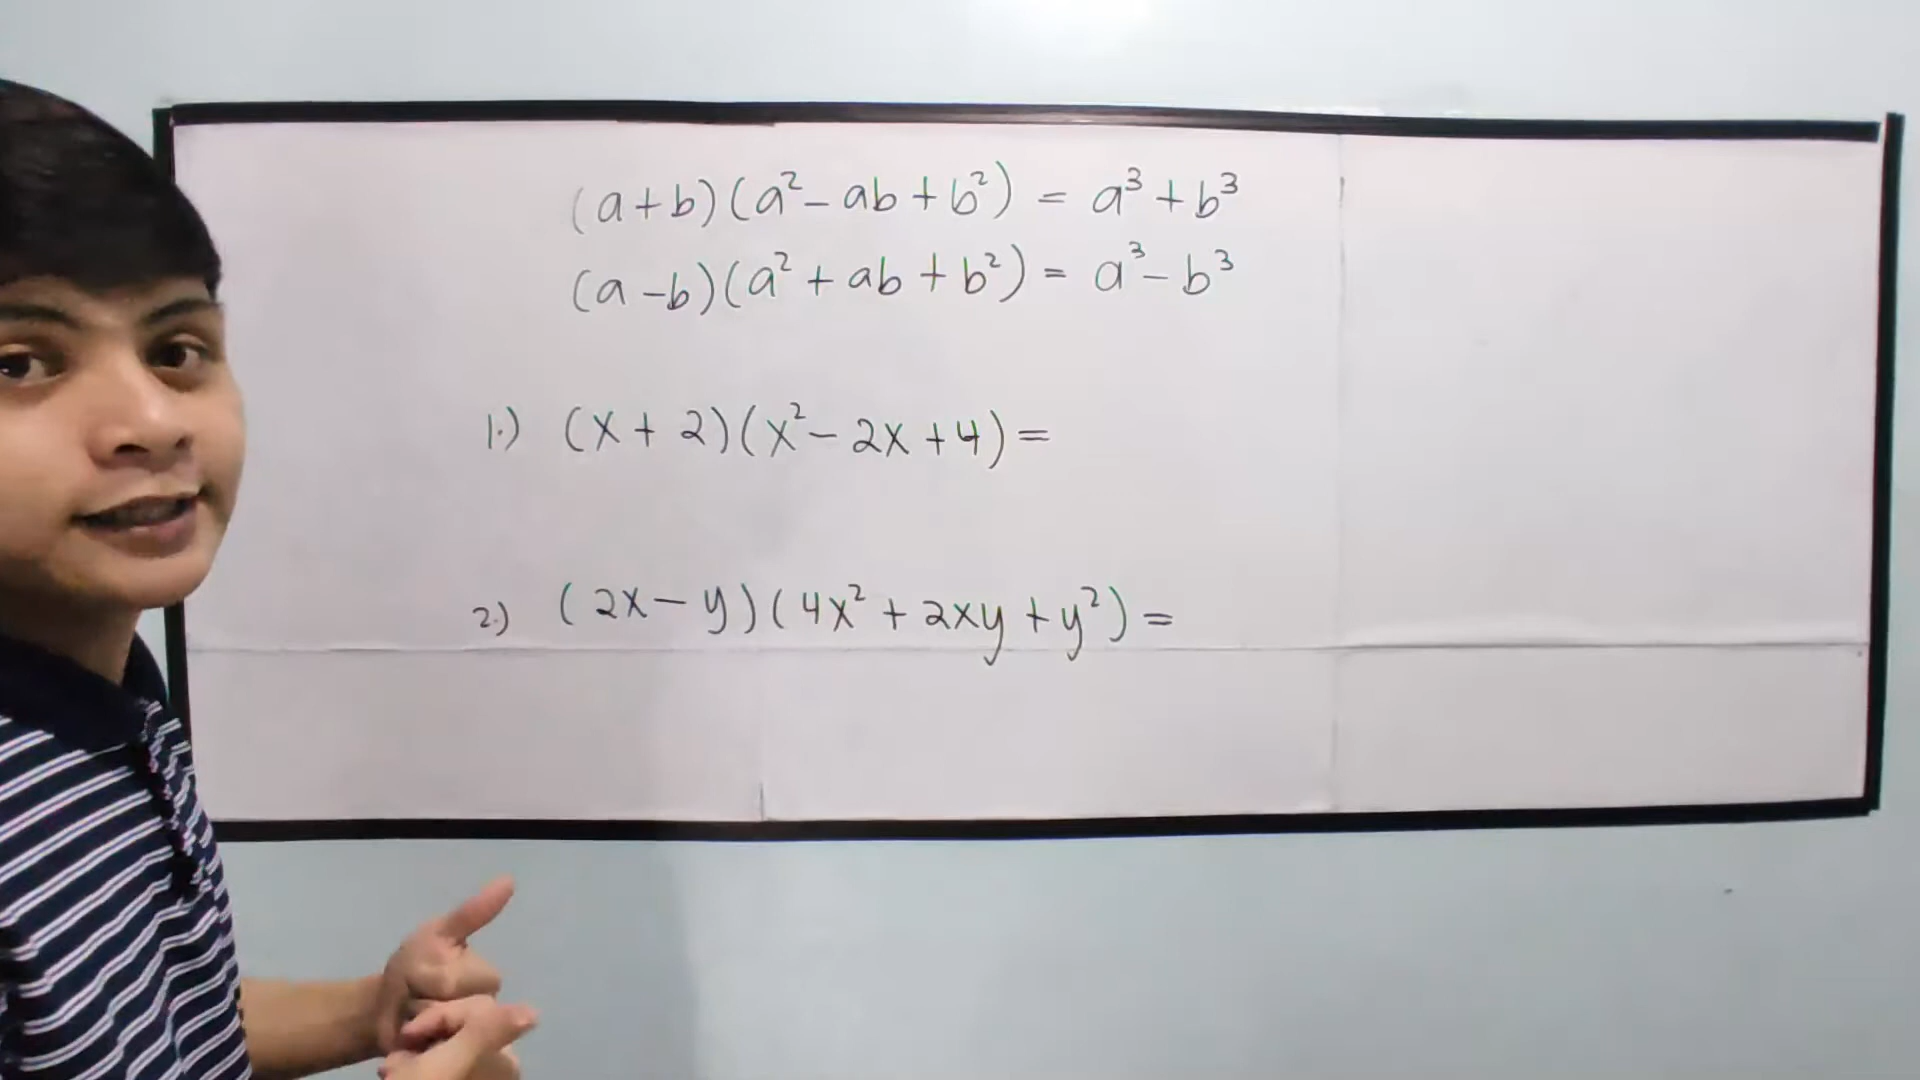 (a+b)(a²-ab+b²) = a³+b³
(a-b)(a²+ab+b²) = a³-b³
1.) (x+2)(x²-2x+4)=
2.) (2x-y)(4x²+2xy+y²)=